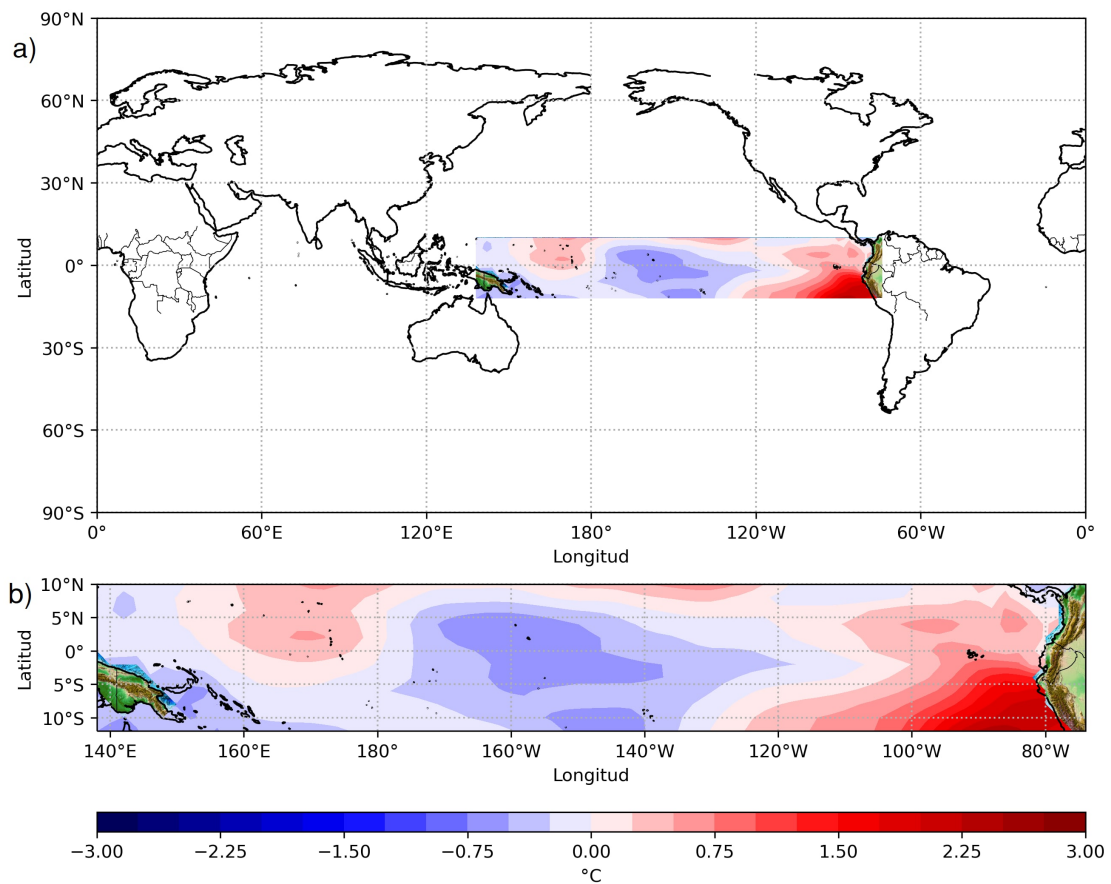 a)
90°N
60°N
30°N
0°
30°S
60°S
90°S
Latitud
0° 60°E 120°E 180° 120°W 60°W 0°
Longitud
b)
10°N
5°N
0°
5°S
10°S
Latitud
140°E 160°E 180° 160°W 140°W 120°W 100°W 80°W
Longitud
−3.00 −2.25 −1.50 −0.75 0.00 0.75 1.50 2.25 3.00
°C